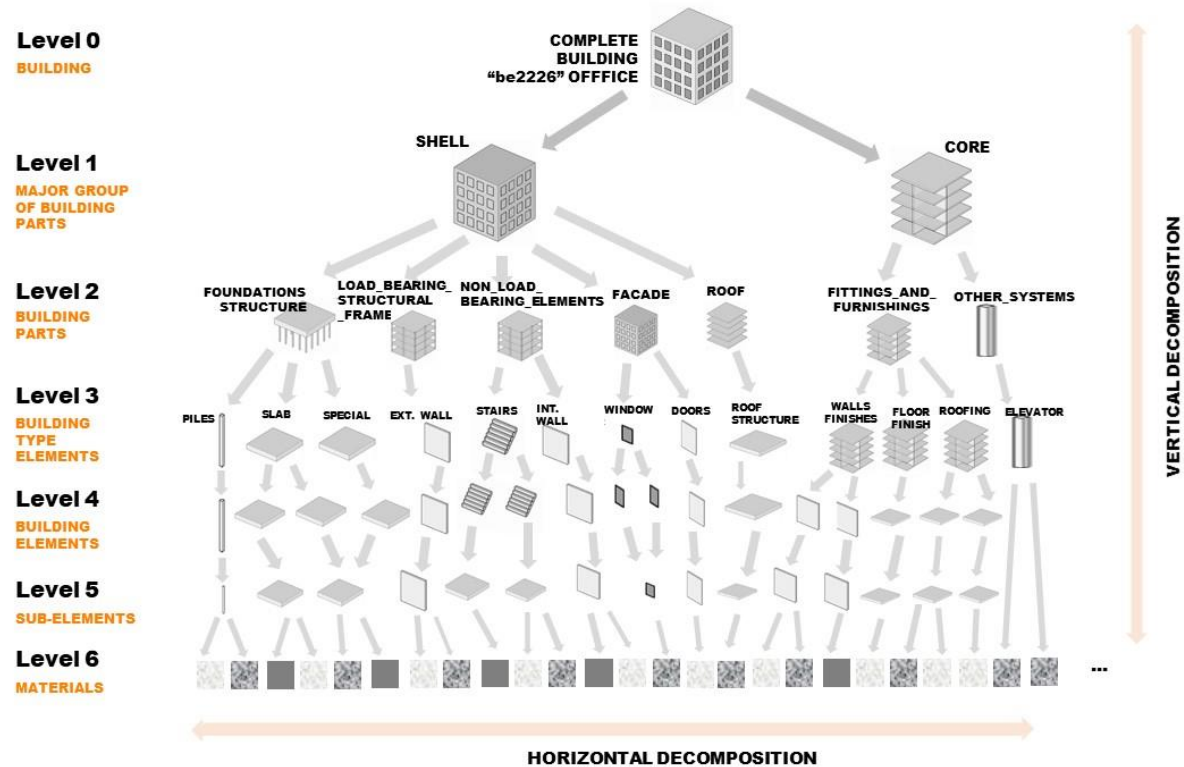 Level 0
BUILDING
COMPLETE
BUILDING
“be2226” OFFFICE
Level 1
MAJOR GROUP
OF BUILDING
PARTS
SHELL
CORE
Level 2
BUILDING
PARTS
FOUNDATIONS
STRUCTURE
LOAD_BEARING_
STRUCTURAL
_FRAME
NON_LOAD_
BEARING_ELEMENTS
FACADE
ROOF
FITTINGS_AND_
FURNISHINGS
OTHER_SYSTEMS
Level 3
BUILDING
TYPE
ELEMENTS
PILES
SLAB
SPECIAL
EXT. WALL
STAIRS
INT.
WALL
WINDOW
DOORS
ROOF
STRUCTURE
WALLS
FINISHES
FLOOR
FINISH
ROOFING
ELEVATOR
Level 4
BUILDING
ELEMENTS
Level 5
SUB-ELEMENTS
Level 6
MATERIALS
...
VERTICAL DECOMPOSITION
HORIZONTAL DECOMPOSITION